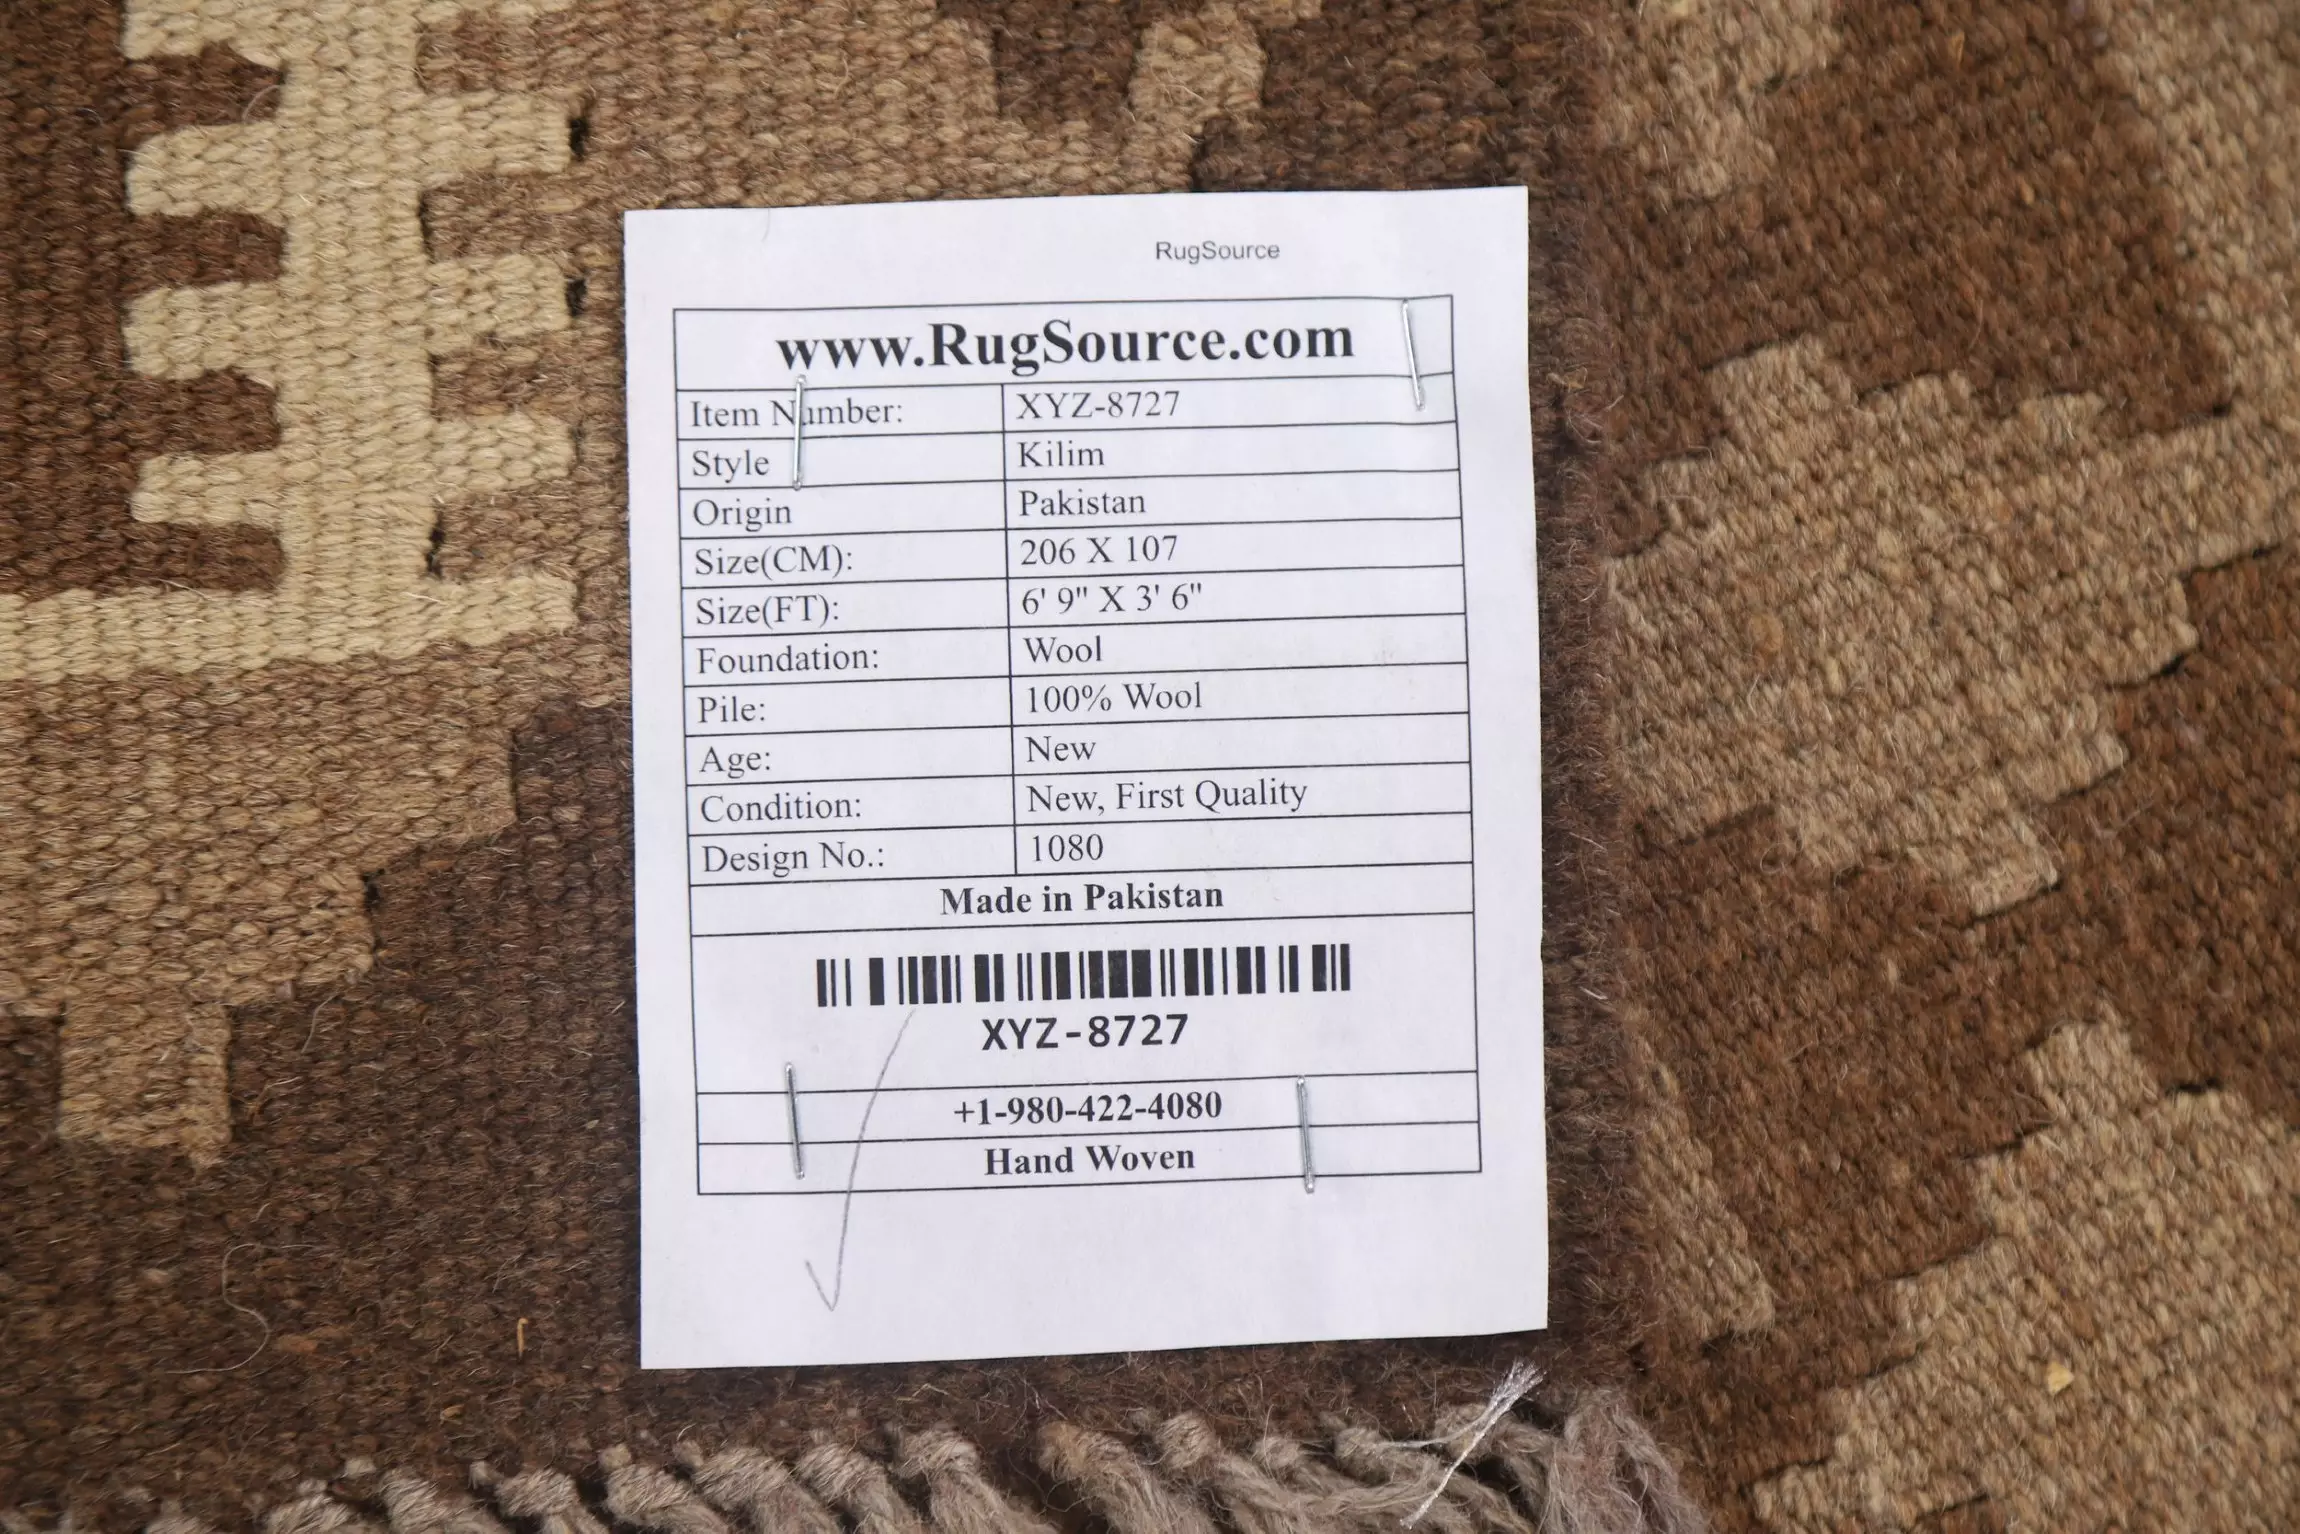 RugSource
www.RugSource.com
Item Number: XYZ-8727
Style Kilim
Origin Pakistan
Size(CM): 206 X 107
Size(FT): 6' 9" X 3' 6"
Foundation: Wool
Pile: 100% Wool
Age: New
Condition: New, First Quality
Design No.: 1080
Made in Pakistan
XYZ-8727
+1-980-422-4080
Hand Woven